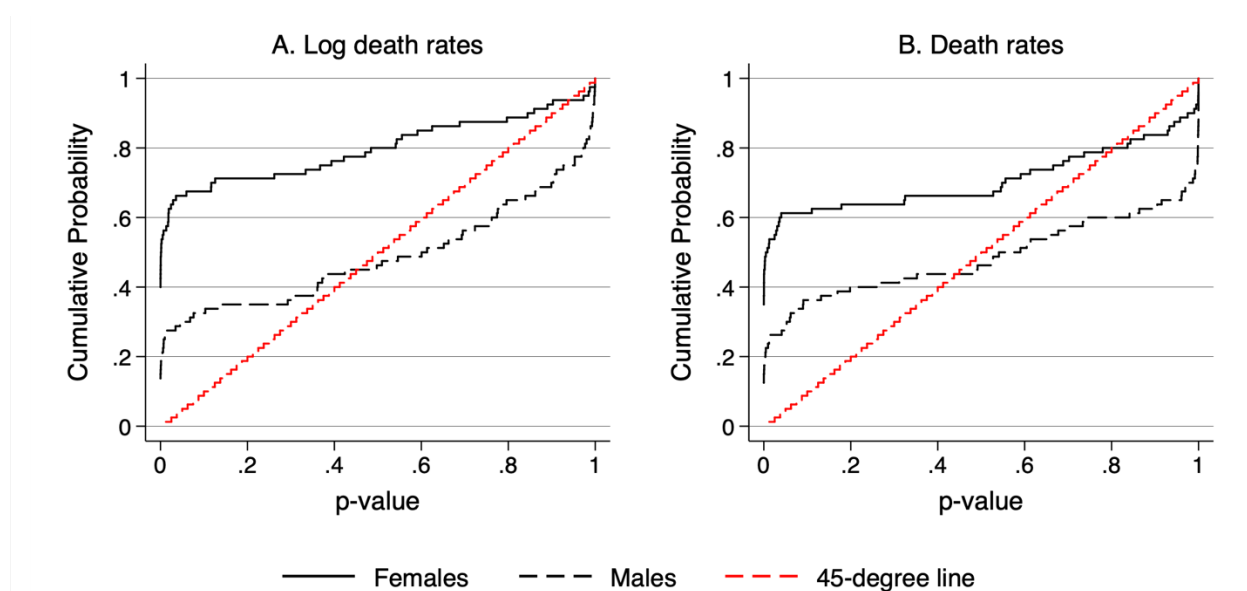 A. Log death rates
Cumulative Probability
1
.8
.6
.4
.2
0
0 .2 .4 .6 .8 1
p-value
B. Death rates
Cumulative Probability
1
.8
.6
.4
.2
0
0 .2 .4 .6 .8 1
p-value
Females Males 45-degree line